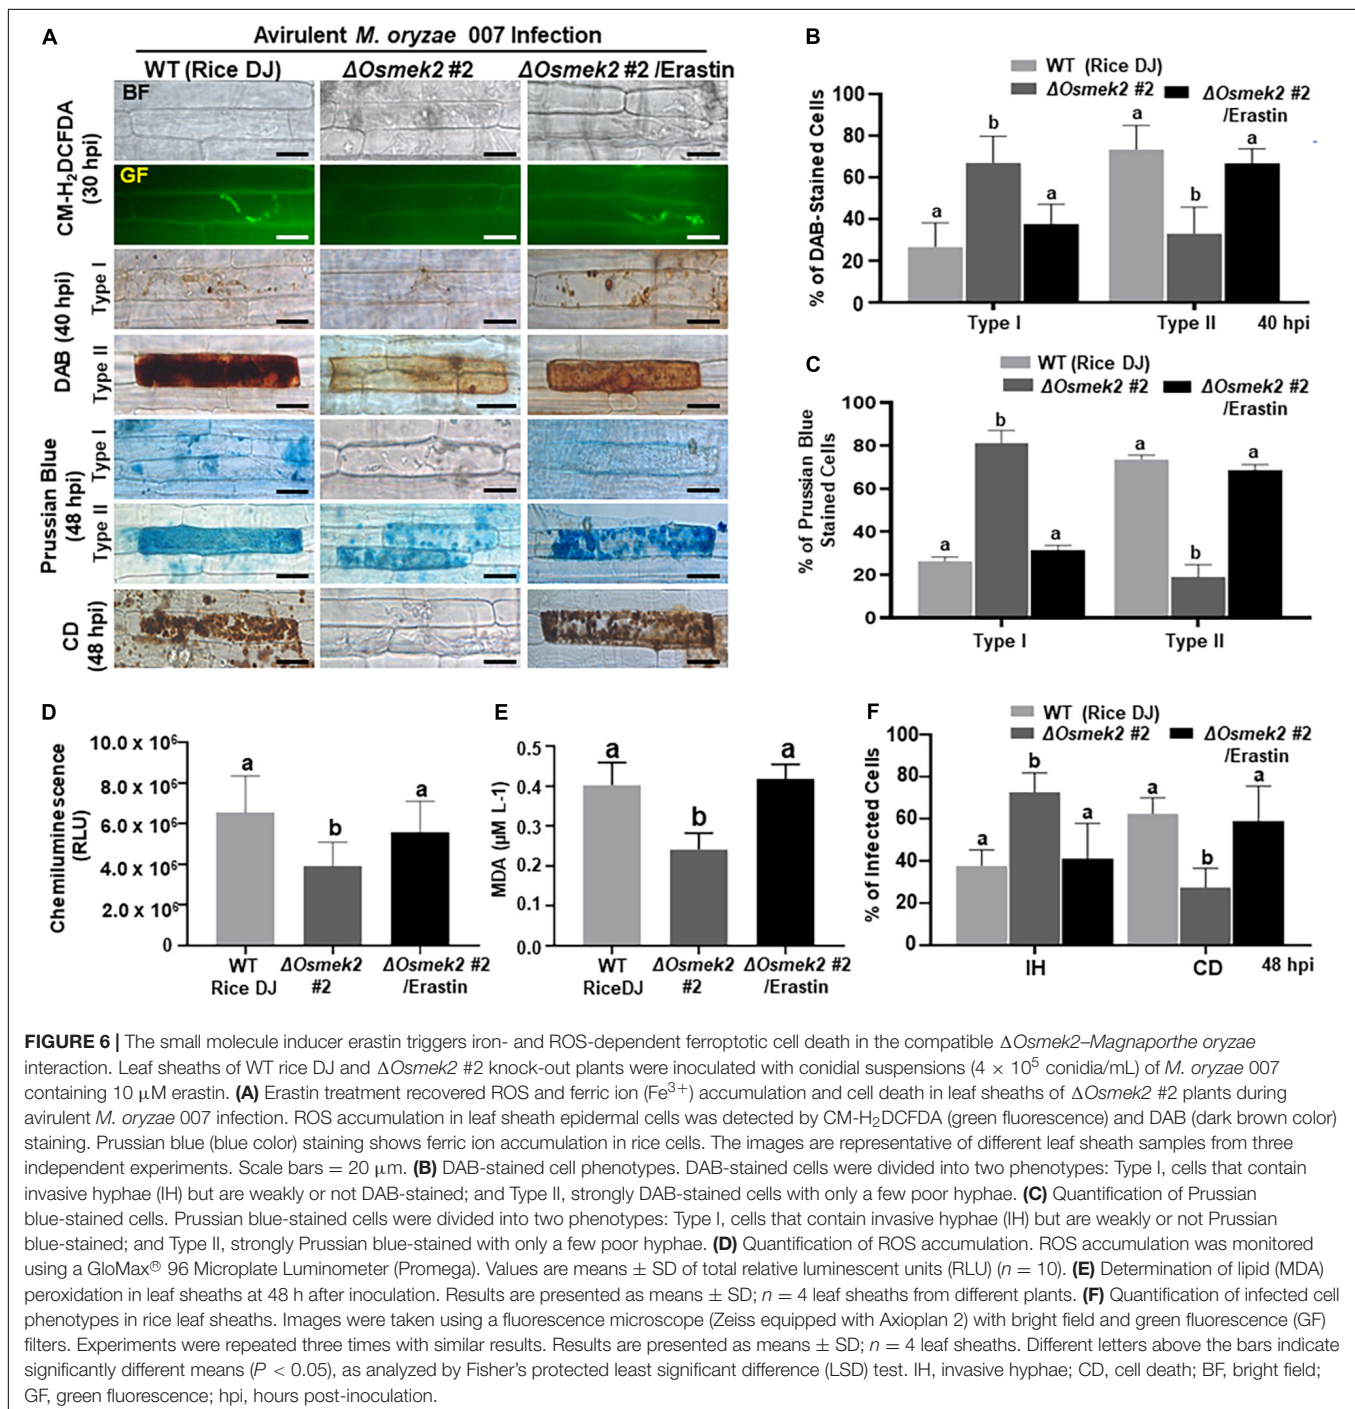 A
Avirulent M. oryzae 007 Infection
WT (Rice DJ) ΔOsmek2 #2 ΔOsmek2 #2 /Erastin
CM-H₂DCFDA
(30 hpi)
BF
GF
DAB (40 hpi)
Type I
Type II
Prussian Blue
(48 hpi)
Type I
Type II
CD
(48 hpi)
B
WT (Rice DJ)
ΔOsmek2 #2
ΔOsmek2 #2
/Erastin
% of DAB-Stained Cells
100
80
60
40
20
0
a
b
a
a
b
a
Type I Type II 40 hpi
C
WT (Rice DJ)
ΔOsmek2 #2
ΔOsmek2 #2
/Erastin
% of Prussian Blue
Stained Cells
100
80
60
40
20
0
a
b
a
a
b
a
Type I Type II
D
Chemiluminescence
(RLU)
10.0 x 10⁶
8.0 x 10⁶
6.0 x 10⁶
4.0 x 10⁶
2.0 x 10⁶
0
a
b
a
WT ΔOsmek2 ΔOsmek2 #2
Rice DJ #2 /Erastin
E
MDA (μM L-1)
0.5
0.4
0.3
0.2
0.1
0.0
a
b
a
WT ΔOsmek2 ΔOsmek2 #2
RiceDJ #2 /Erastin
F
WT (Rice DJ)
ΔOsmek2 #2
ΔOsmek2 #2
/Erastin
% of Infected Cells
100
80
60
40
20
0
a
b
a
a
b
a
IH CD 48 hpi
FIGURE 6 | The small molecule inducer erastin triggers iron- and ROS-dependent ferroptotic cell death in the compatible ΔOsmek2–Magnaporthe oryzae
interaction. Leaf sheaths of WT rice DJ and ΔOsmek2 #2 knock-out plants were inoculated with conidial suspensions (4 × 10⁵ conidia/mL) of M. oryzae 007
containing 10 μM erastin. (A) Erastin treatment recovered ROS and ferric ion (Fe³⁺) accumulation and cell death in leaf sheaths of ΔOsmek2 #2 plants during
avirulent M. oryzae 007 infection. ROS accumulation in leaf sheath epidermal cells was detected by CM-H₂DCFDA (green fluorescence) and DAB (dark brown color)
staining. Prussian blue (blue color) staining shows ferric ion accumulation in rice cells. The images are representative of different leaf sheath samples from three
independent experiments. Scale bars = 20 μm. (B) DAB-stained cell phenotypes. DAB-stained cells were divided into two phenotypes: Type I, cells that contain
invasive hyphae (IH) but are weakly or not DAB-stained; and Type II, strongly DAB-stained cells with only a few poor hyphae. (C) Quantification of Prussian
blue-stained cells. Prussian blue-stained cells were divided into two phenotypes: Type I, cells that contain invasive hyphae (IH) but are weakly or not Prussian
blue-stained; and Type II, strongly Prussian blue-stained with only a few poor hyphae. (D) Quantification of ROS accumulation. ROS accumulation was monitored
using a GloMax® 96 Microplate Luminometer (Promega). Values are means ± SD of total relative luminescent units (RLU) (n = 10). (E) Determination of lipid (MDA)
peroxidation in leaf sheaths at 48 h after inoculation. Results are presented as means ± SD; n = 4 leaf sheaths from different plants. (F) Quantification of infected cell
phenotypes in rice leaf sheaths. Images were taken using a fluorescence microscope (Zeiss equipped with Axioplan 2) with bright field and green fluorescence (GF)
filters. Experiments were repeated three times with similar results. Results are presented as means ± SD; n = 4 leaf sheaths. Different letters above the bars indicate
significantly different means (P < 0.05), as analyzed by Fisher's protected least significant difference (LSD) test. IH, invasive hyphae; CD, cell death; BF, bright field;
GF, green fluorescence; hpi, hours post-inoculation.